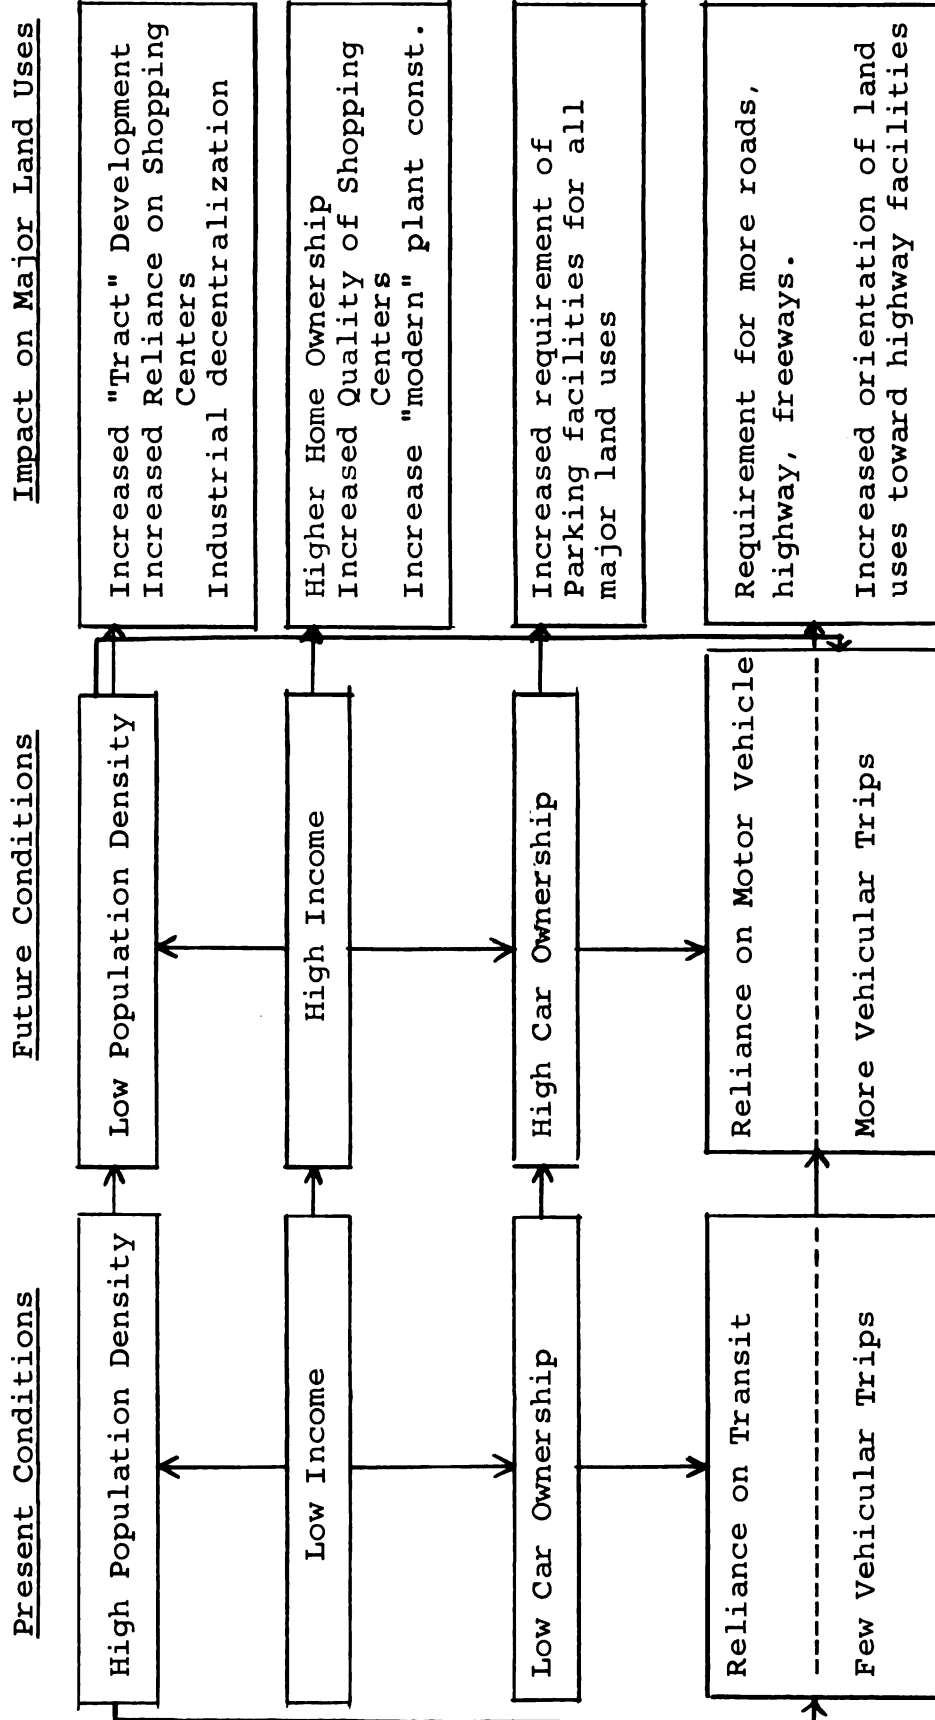 Present Conditions
Future Conditions
Impact on Major Land Uses
High Population Density
Low Population Density
Increased "Tract" Development
Increased Reliance on Shopping
Centers
Industrial decentralization
Low Income
High Income
Higher Home Ownership
Increased Quality of Shopping
Centers
Increase "modern" plant const.
Low Car Ownership
High Car Ownership
Increased requirement of
Parking facilities for all
major land uses
Reliance on Transit
Few Vehicular Trips
Reliance on Motor Vehicle
More Vehicular Trips
Requirement for more roads,
highway, freeways.
Increased orientation of land
uses toward highway facilities